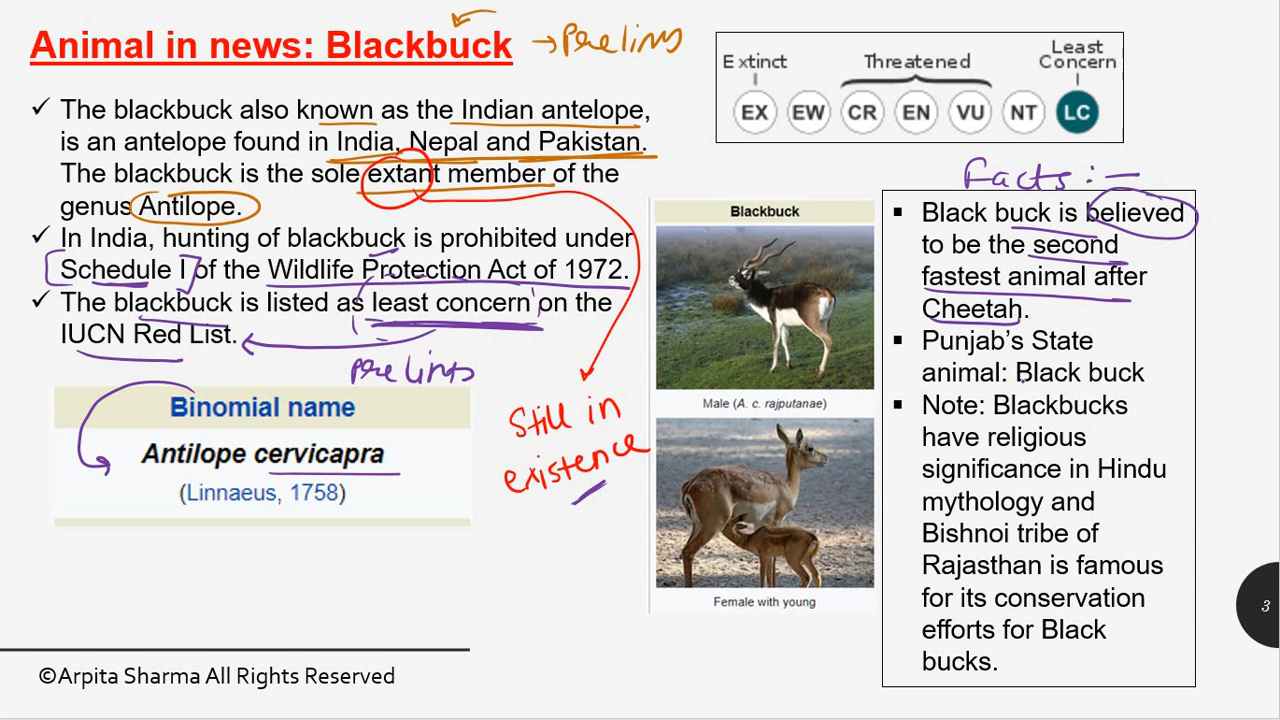 Animal in news: Blackbuck → Prelims
✓ The blackbuck also known as the Indian antelope,
is an antelope found in India, Nepal and Pakistan.
The blackbuck is the sole extant member of the
genus Antilope.
✓ In India, hunting of blackbuck is prohibited under
[Schedule I] of the Wildlife Protection Act of 1972.
✓ The blackbuck is listed as least concern on the
IUCN Red List.
Prelims
Binomial name
Antilope cervicapra
(Linnaeus, 1758)
Still in
existence
Extinct
Threatened
Least
Concern
EX EW CR EN VU NT LC
Blackbuck
Male (A. c. rajputanae)
Female with young
Facts :-
▪ Black buck is believed
to be the second
fastest animal after
Cheetah.
▪ Punjab’s State
animal: Black buck
▪ Note: Blackbucks
have religious
significance in Hindu
mythology and
Bishnoi tribe of
Rajasthan is famous
for its conservation
efforts for Black
bucks.
3
©Arpita Sharma All Rights Reserved